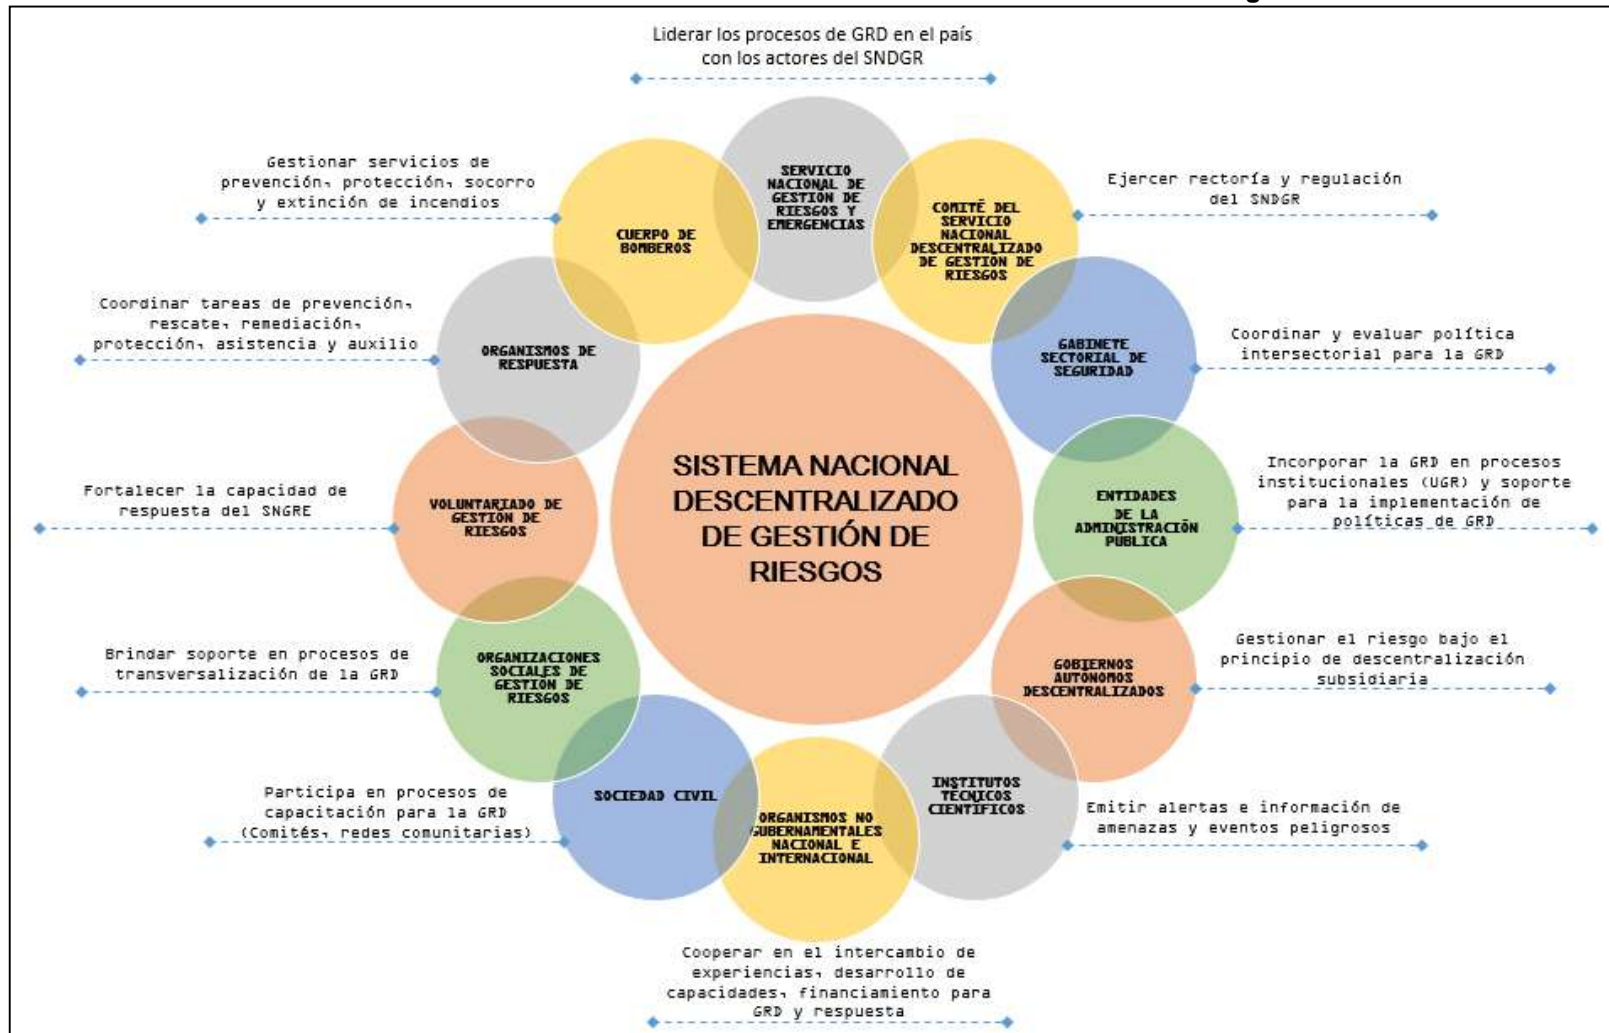 Liderar los procesos de GRD en el país
con los actores del SNDGR
SERVICIO
NACIONAL DE
GESTIÓN DE
RIESGOS Y
EMERGENCIAS
COMITÉ DEL
SERVICIO
NACIONAL
DESCENTRALIZADO
DE GESTIÓN DE
RIESGOS
Ejercer rectoría y regulación
del SNDGR
GABINETE
SECTORIAL DE
SEGURIDAD
Coordinar y evaluar política
intersectorial para la GRD
ENTIDADES
DE LA
ADMINISTRACIÓN
PÚBLICA
Incorporar la GRD en procesos
institucionales (UGR) y soporte
para la implementación de
políticas de GRD
GOBIERNOS
AUTÓNOMOS
DESCENTRALIZADOS
Gestionar el riesgo bajo el
principio de descentralización
subsidiaria
INSTITUTOS
TÉCNICOS
CIENTÍFICOS
Emitir alertas e información de
amenazas y eventos peligrosos
ORGANISMOS NO
GUBERNAMENTALES
NACIONAL E
INTERNACIONAL
Cooperar en el intercambio de
experiencias, desarrollo de
capacidades, financiamiento para
GRD y respuesta
SOCIEDAD CIVIL
Participa en procesos de
capacitación para la GRD
(Comités, redes comunitarias)
ORGANIZACIONES
SOCIALES DE
GESTIÓN DE
RIESGOS
Brindar soporte en procesos de
transversalización de la GRD
VOLUNTARIADO DE
GESTIÓN DE
RIESGOS
Fortalecer la capacidad de
respuesta del SNGRE
ORGANISMOS DE
RESPUESTA
Coordinar tareas de prevención,
rescate, remediación,
protección, asistencia y auxilio
CUERPO DE
BOMBEROS
Gestionar servicios de
prevención, protección, socorro
y extinción de incendios
SISTEMA NACIONAL
DESCENTRALIZADO
DE GESTIÓN DE
RIESGOS